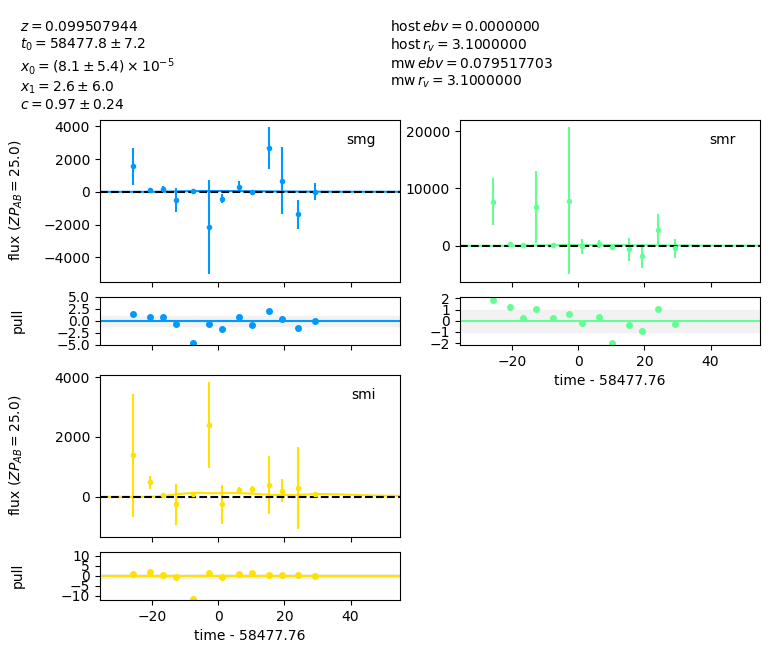 z = 0.099507944
t₀ = 58477.8 ± 7.2
x₀ = (8.1 ± 5.4) × 10⁻⁵
x₁ = 2.6 ± 6.0
c = 0.97 ± 0.24
host ebv = 0.0000000
host r_v = 3.1000000
mw ebv = 0.079517703
mw r_v = 3.1000000
smg
4000
2000
0
−2000
−4000
flux (ZP_AB = 25.0)
smr
20000
10000
0
5.0
2.5
0.0
−2.5
−5.0
pull
2
1
0
−1
−2
−20 0 20 40
time - 58477.76
smi
4000
2000
0
flux (ZP_AB = 25.0)
10
5
0
−5
−10
pull
−20 0 20 40
time - 58477.76